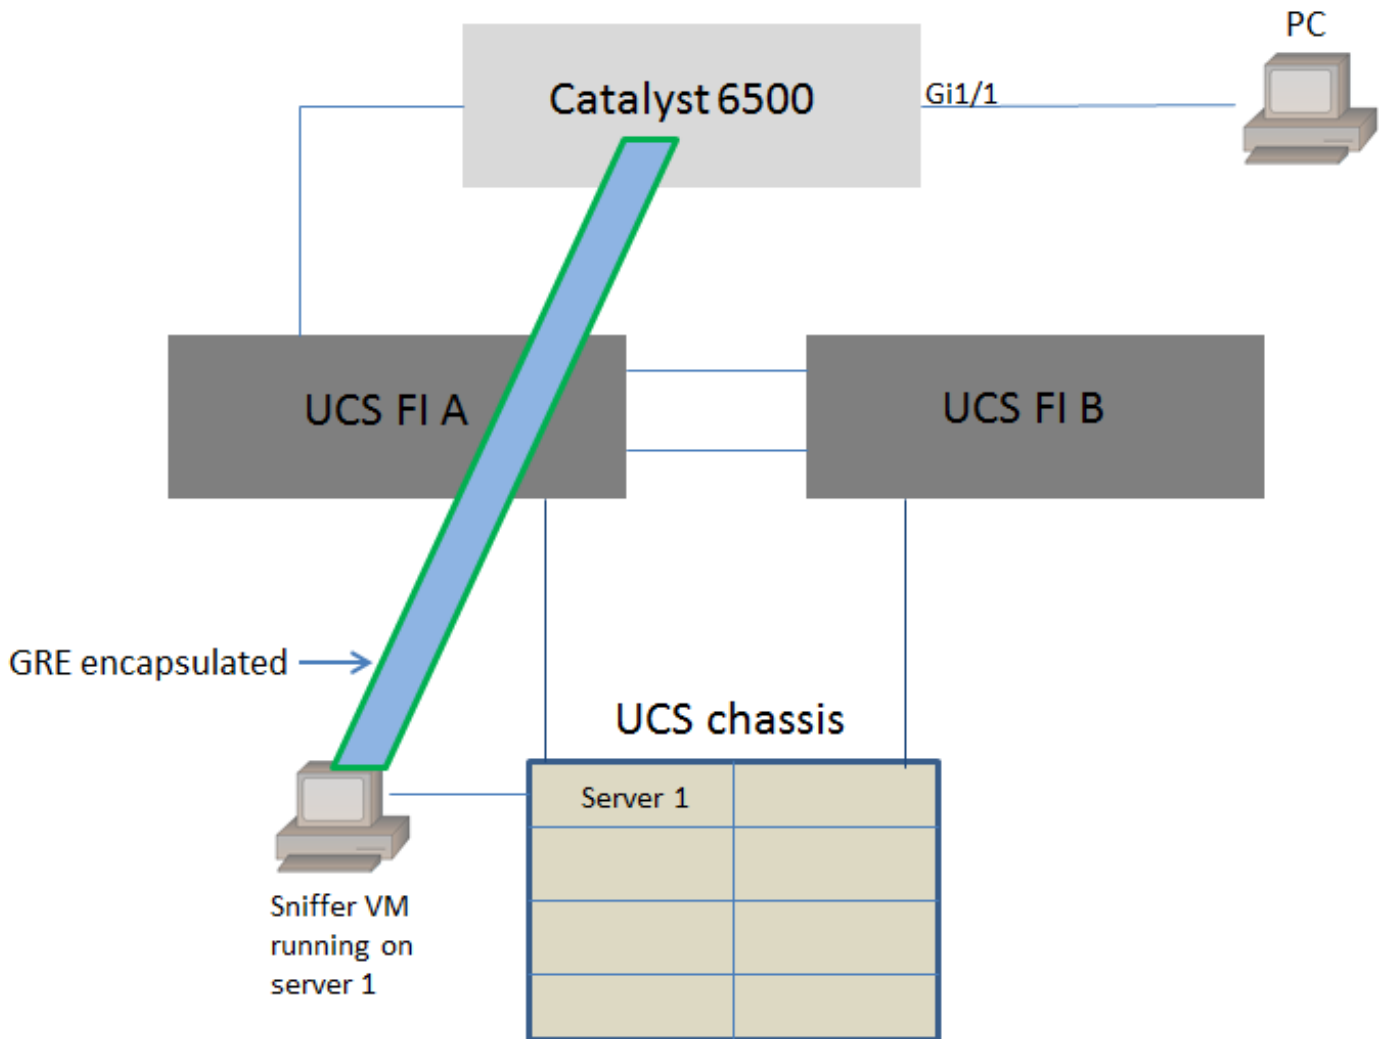 PC
Catalyst 6500
Gi1/1
UCS FI A
UCS FI B
GRE encapsulated
UCS chassis
Server 1
Sniffer VM
running on
server 1